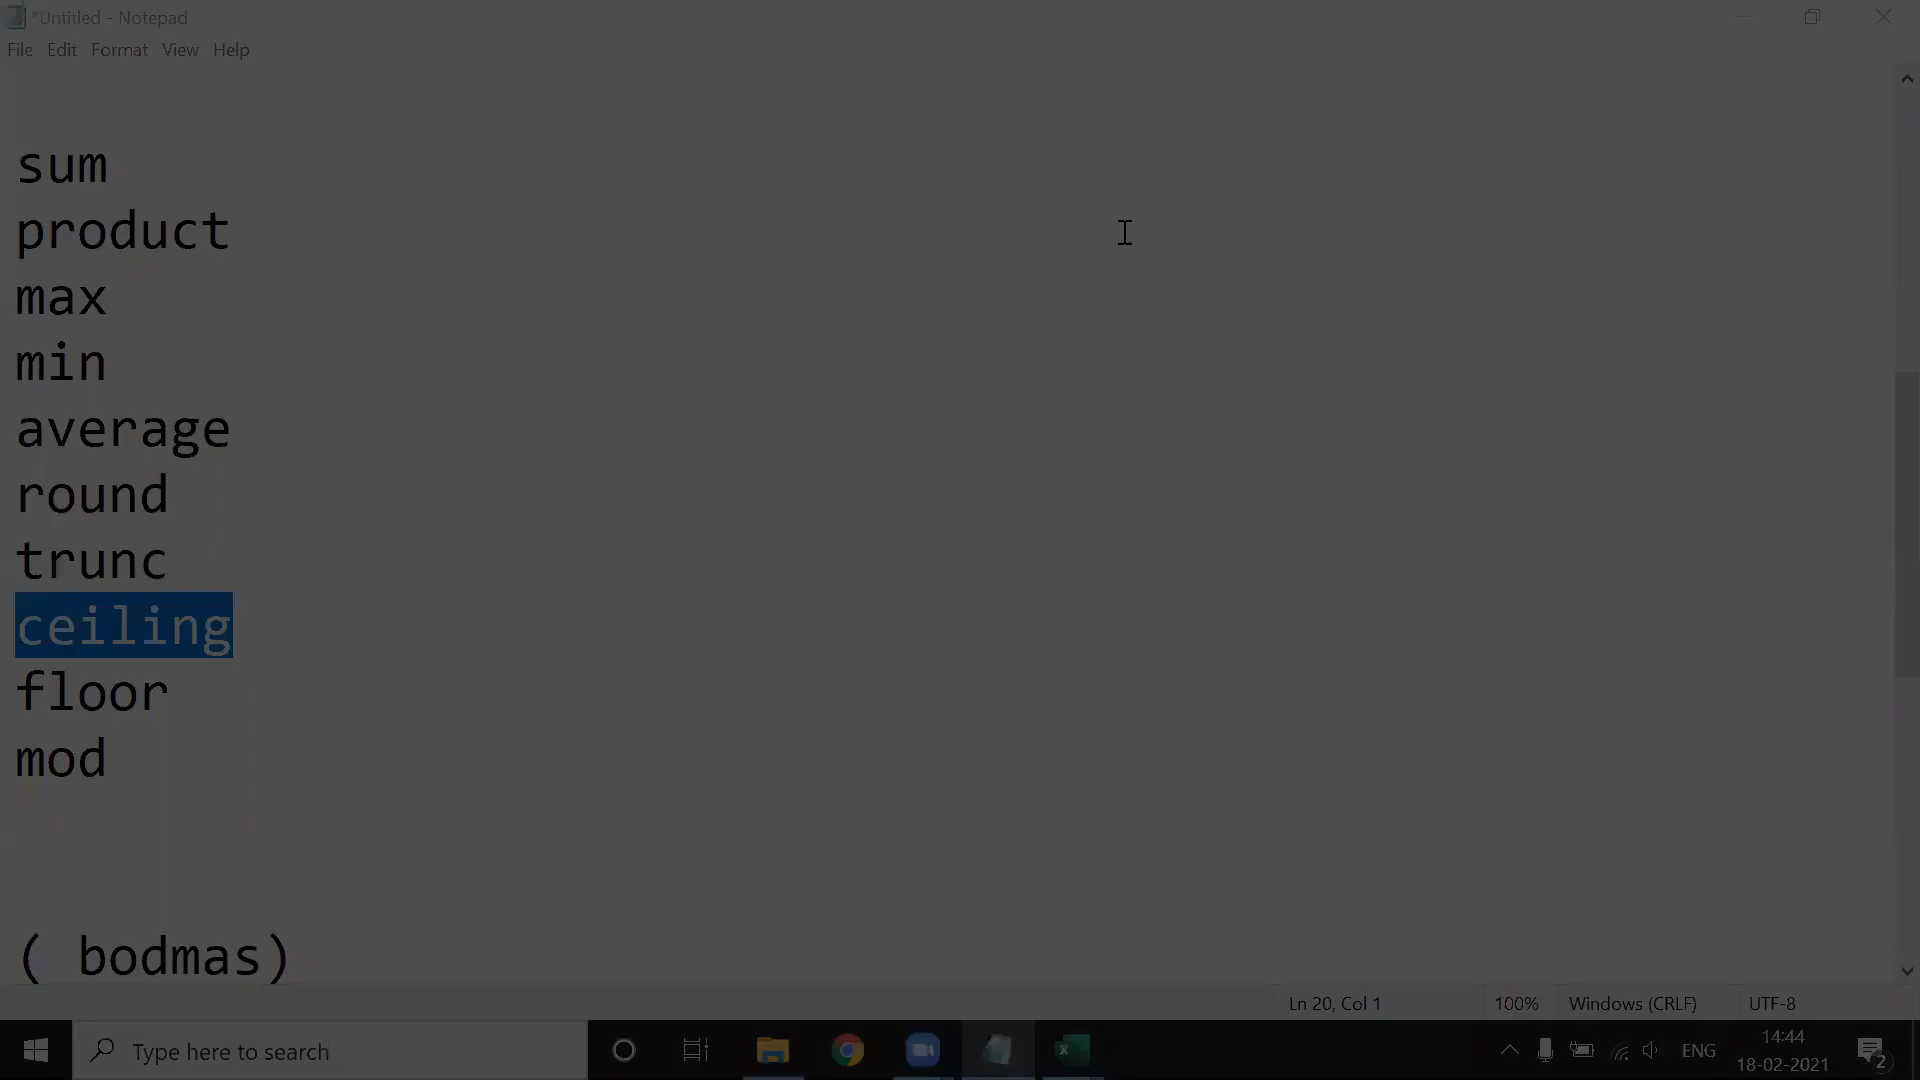 *Untitled - Notepad
File Edit Format View Help
sum
product
max
min
average
round
trunc
ceiling
floor
mod
( bodmas)
Ln 20, Col 1 100% Windows (CRLF) UTF-8
Type here to search
ENG
14:44
18-02-2021
2